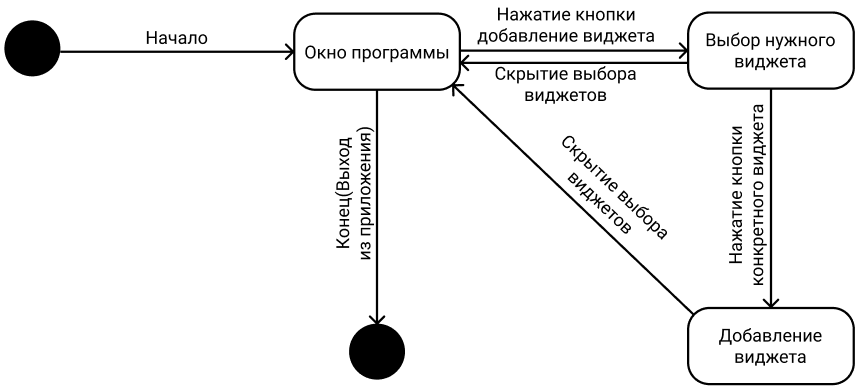 Начало
Окно программы
Нажатие кнопки
добавление виджета
Скрытие выбора
виджетов
Выбор нужного
виджета
Конец(Выход
из приложения)
Скрытие выбора
виджетов
Нажатие кнопки
конкретного виджета
Добавление
виджета